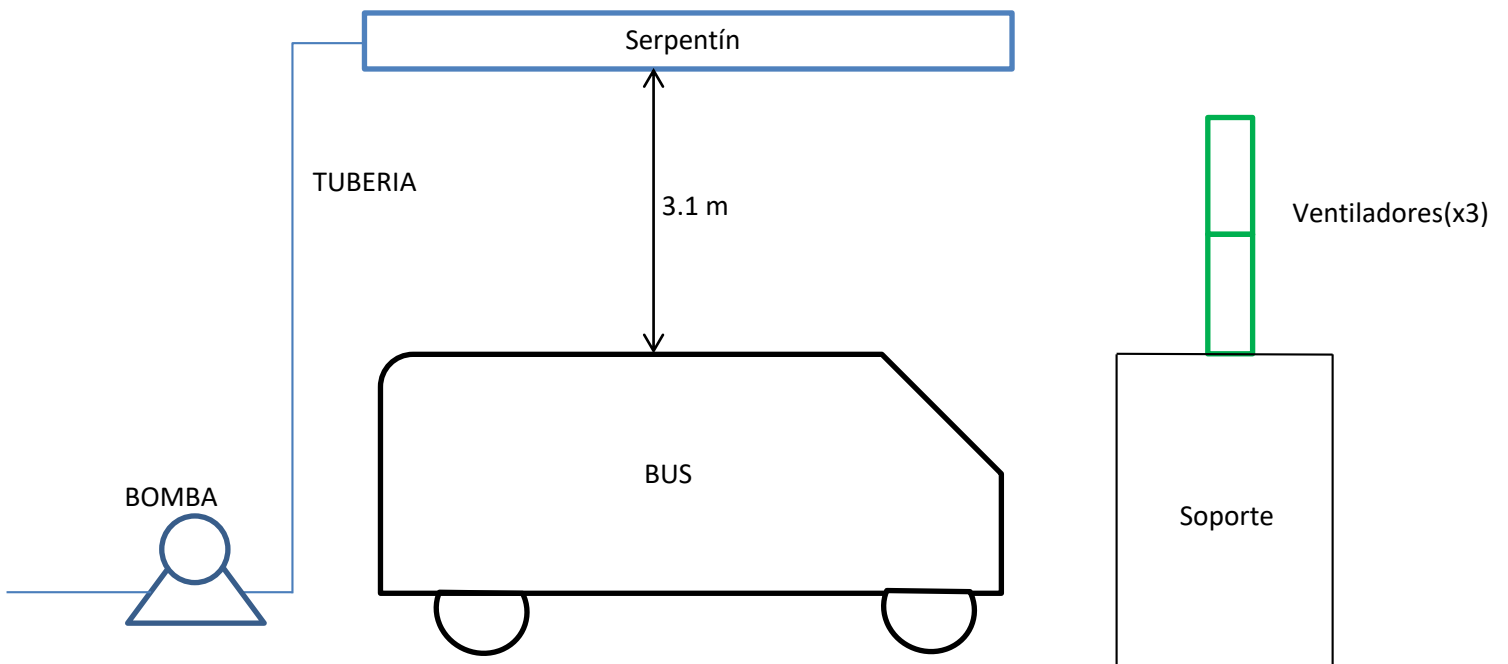 Serpentín
TUBERIA
3.1 m
Ventiladores(x3)
BUS
BOMBA
Soporte